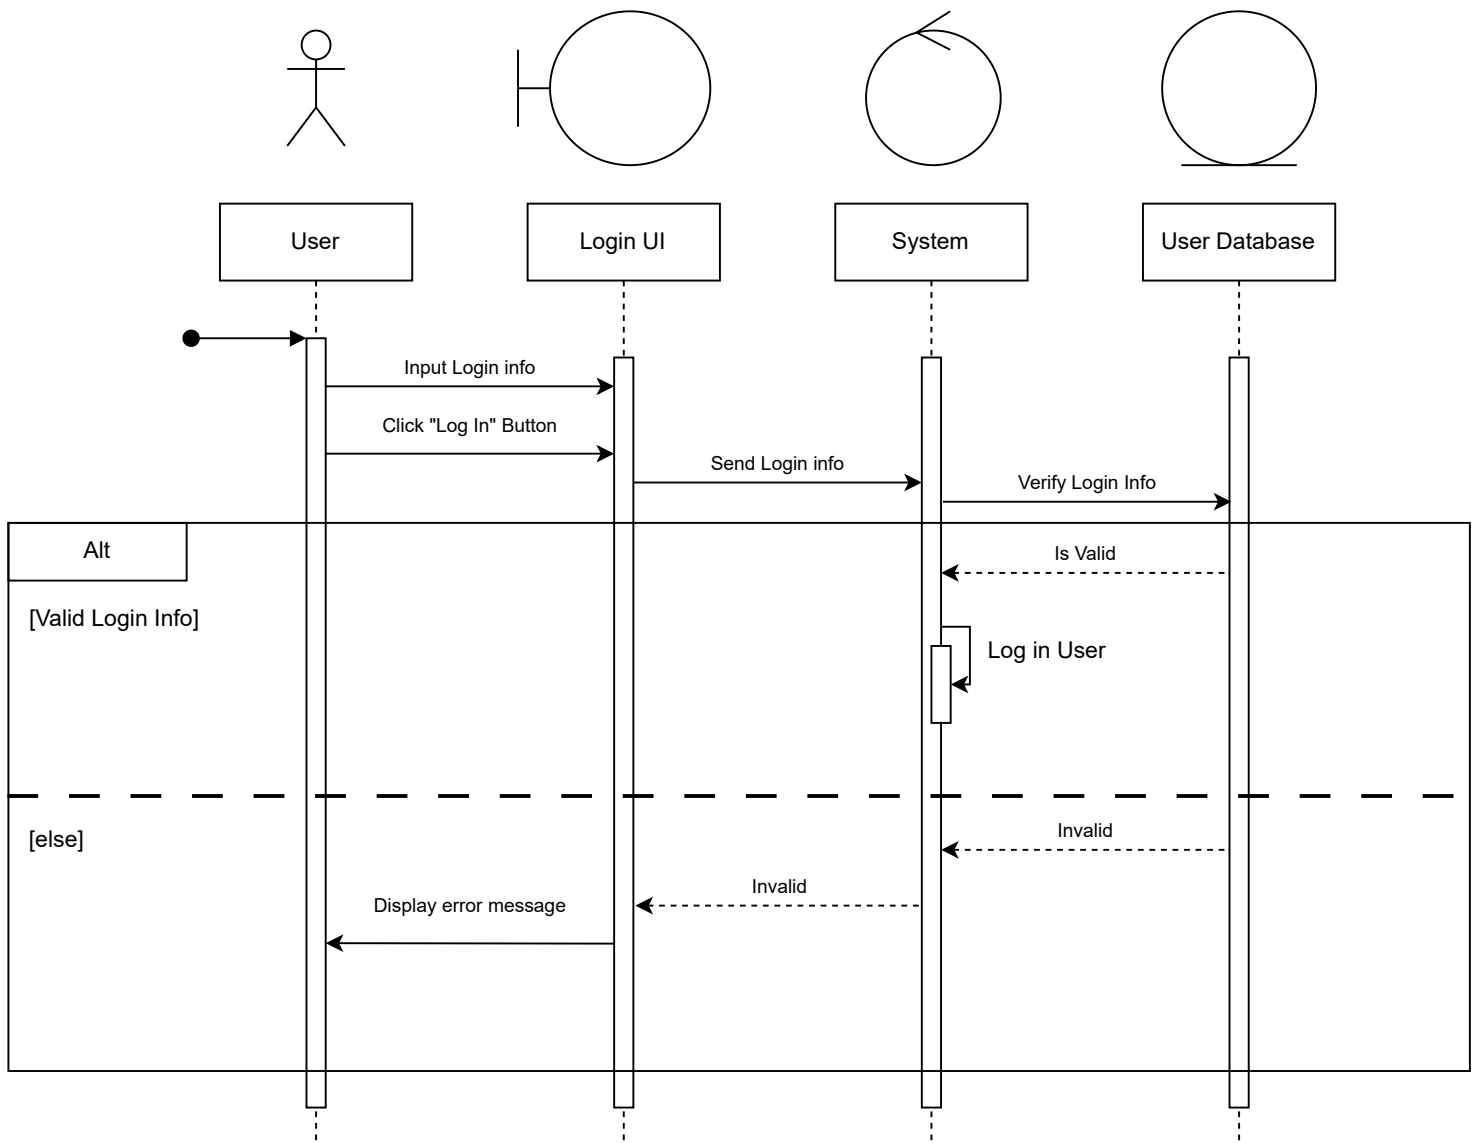 User
Login UI
System
User Database
Input Login info
Click "Log In" Button
Send Login info
Verify Login Info
Alt
Is Valid
[Valid Login Info]
Log in User
[else]
Invalid
Invalid
Display error message